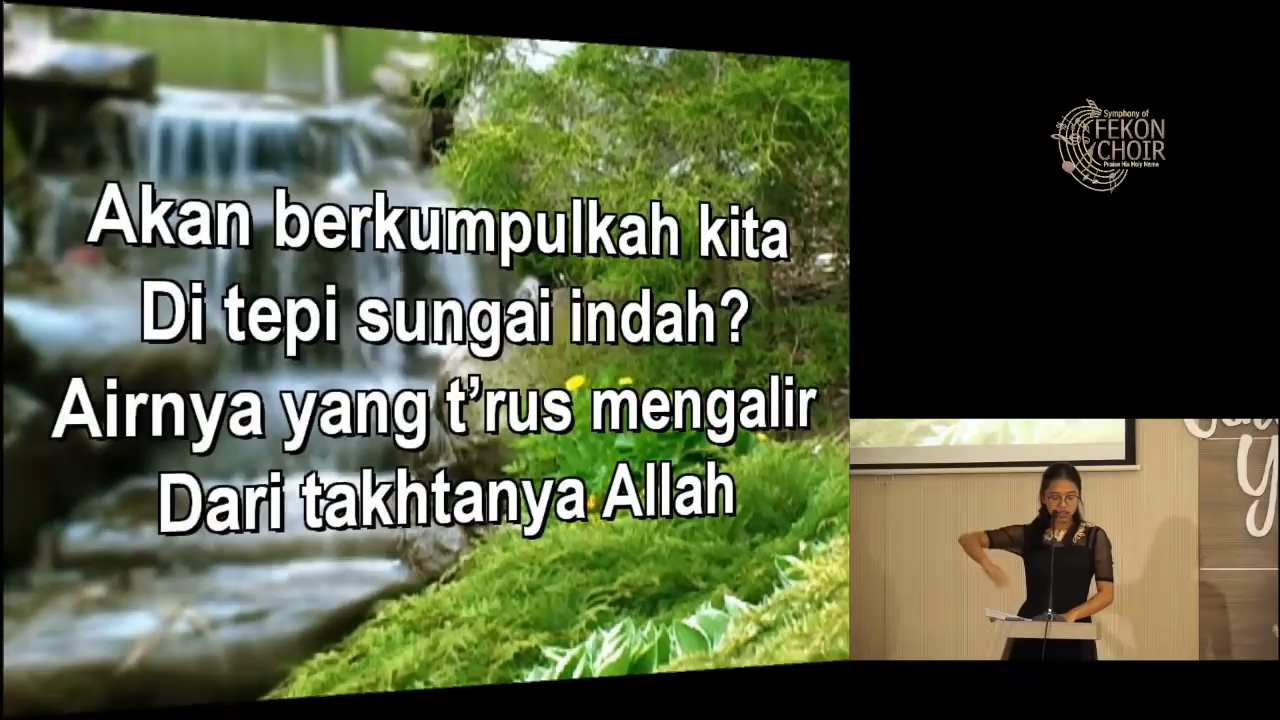 Akan berkumpulkah kita
Di tepi sungai indah?
Airnya yang t’rus mengalir
Dari takhtanya Allah
Symphony of
FEKON
CHOIR
Praise His Holy Name